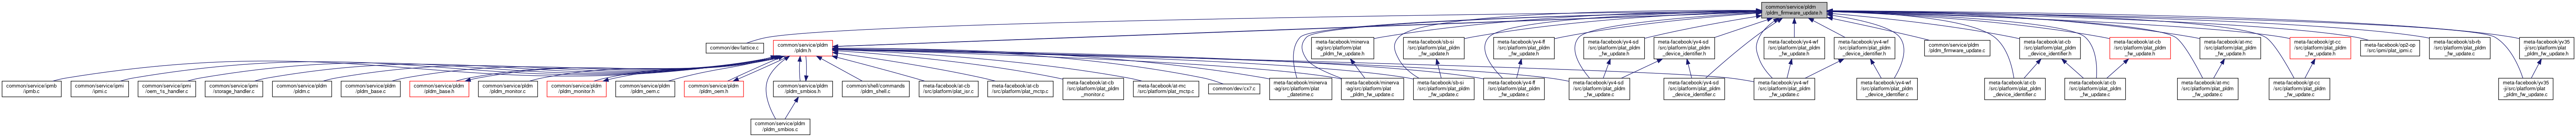 common/service/pldm
/pldm_firmware_update.h
common/dev/lattice.c
common/service/pldm
/pldm.h
meta-facebook/minerva
-ag/src/platform/plat
_pldm_fw_update.h
meta-facebook/sb-si
/src/platform/plat_pldm
_fw_update.h
meta-facebook/yv4-ff
/src/platform/plat_pldm
_fw_update.h
meta-facebook/yv4-sd
/src/platform/plat_pldm
_fw_update.h
meta-facebook/yv4-sd
/src/platform/plat_pldm
_device_identifier.h
meta-facebook/yv4-wf
/src/platform/plat_pldm
_fw_update.h
meta-facebook/yv4-wf
/src/platform/plat_pldm
_device_identifier.h
common/service/pldm
/pldm_firmware_update.c
meta-facebook/at-cb
/src/platform/plat_pldm
_device_identifier.h
meta-facebook/at-cb
/src/platform/plat_pldm
_fw_update.h
meta-facebook/at-mc
/src/platform/plat_pldm
_fw_update.h
meta-facebook/gt-cc
/src/platform/plat_pldm
_fw_update.h
meta-facebook/op2-op
/src/ipmi/plat_ipmi.c
meta-facebook/sb-rb
/src/platform/plat_pldm
_fw_update.c
meta-facebook/yv35
-ji/src/platform/plat
_pldm_fw_update.h
common/service/ipmb
/ipmb.c
common/service/ipmi
/ipmi.c
common/service/ipmi
/oem_1s_handler.c
common/service/ipmi
/storage_handler.c
common/service/pldm
/pldm.c
common/service/pldm
/pldm_base.c
common/service/pldm
/pldm_base.h
common/service/pldm
/pldm_monitor.c
common/service/pldm
/pldm_monitor.h
common/service/pldm
/pldm_oem.c
common/service/pldm
/pldm_oem.h
common/service/pldm
/pldm_smbios.h
common/shell/commands
/pldm_shell.c
meta-facebook/at-cb
/src/platform/plat_isr.c
meta-facebook/at-cb
/src/platform/plat_mctp.c
meta-facebook/at-cb
/src/platform/plat_pldm
_monitor.c
meta-facebook/at-mc
/src/platform/plat_mctp.c
common/dev/cx7.c
meta-facebook/minerva
-ag/src/platform/plat
_datetime.c
meta-facebook/minerva
-ag/src/platform/plat
_pldm_fw_update.c
meta-facebook/sb-si
/src/platform/plat_pldm
_fw_update.c
meta-facebook/yv4-ff
/src/platform/plat_pldm
_fw_update.c
meta-facebook/yv4-sd
/src/platform/plat_pldm
_fw_update.c
meta-facebook/yv4-sd
/src/platform/plat_pldm
_device_identifier.c
meta-facebook/yv4-wf
/src/platform/plat_pldm
_fw_update.c
meta-facebook/yv4-wf
/src/platform/plat_pldm
_device_identifier.c
meta-facebook/at-cb
/src/platform/plat_pldm
_device_identifier.c
meta-facebook/at-cb
/src/platform/plat_pldm
_fw_update.c
meta-facebook/at-mc
/src/platform/plat_pldm
_fw_update.c
meta-facebook/gt-cc
/src/platform/plat_pldm
_fw_update.c
meta-facebook/yv35
-ji/src/platform/plat
_pldm_fw_update.c
common/service/pldm
/pldm_smbios.c